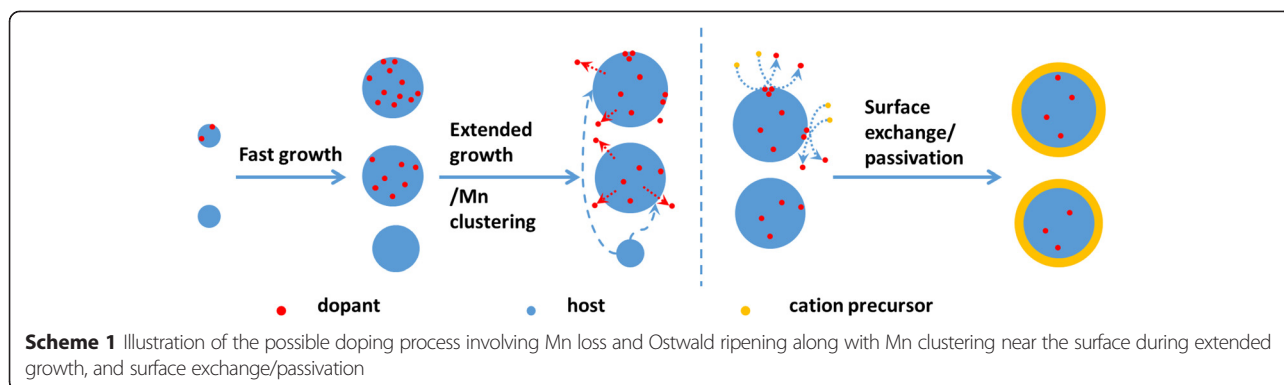 Fast growth
Extended
growth
/Mn
clustering
Surface
exchange/
passivation
dopant
host
cation precursor
Scheme 1 Illustration of the possible doping process involving Mn loss and Ostwald ripening along with Mn clustering near the surface during extended
growth, and surface exchange/passivation